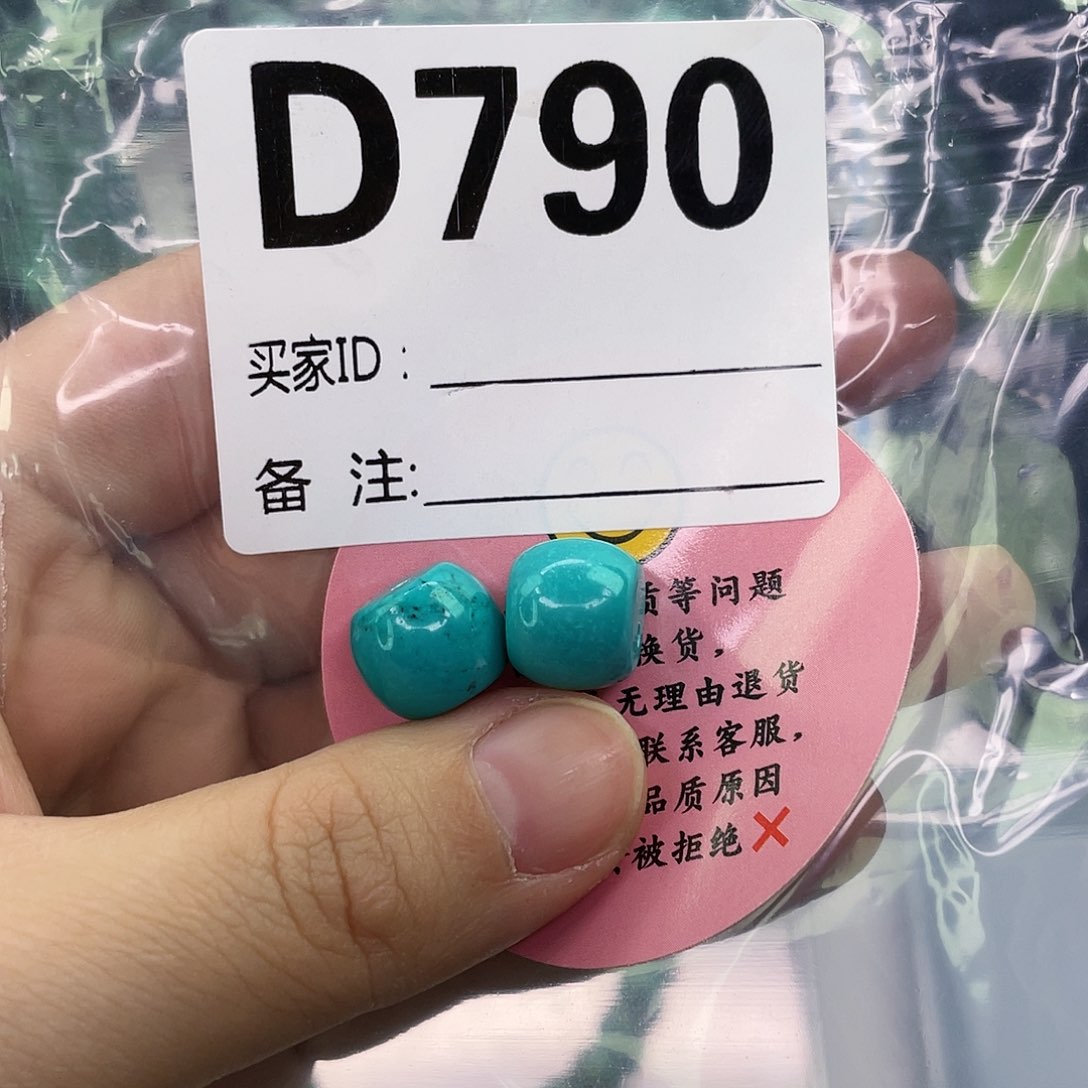 D790
买家ID：
备 注:
质等问题
换货，
无理由退货
联系客服，
品质原因
被拒绝❌